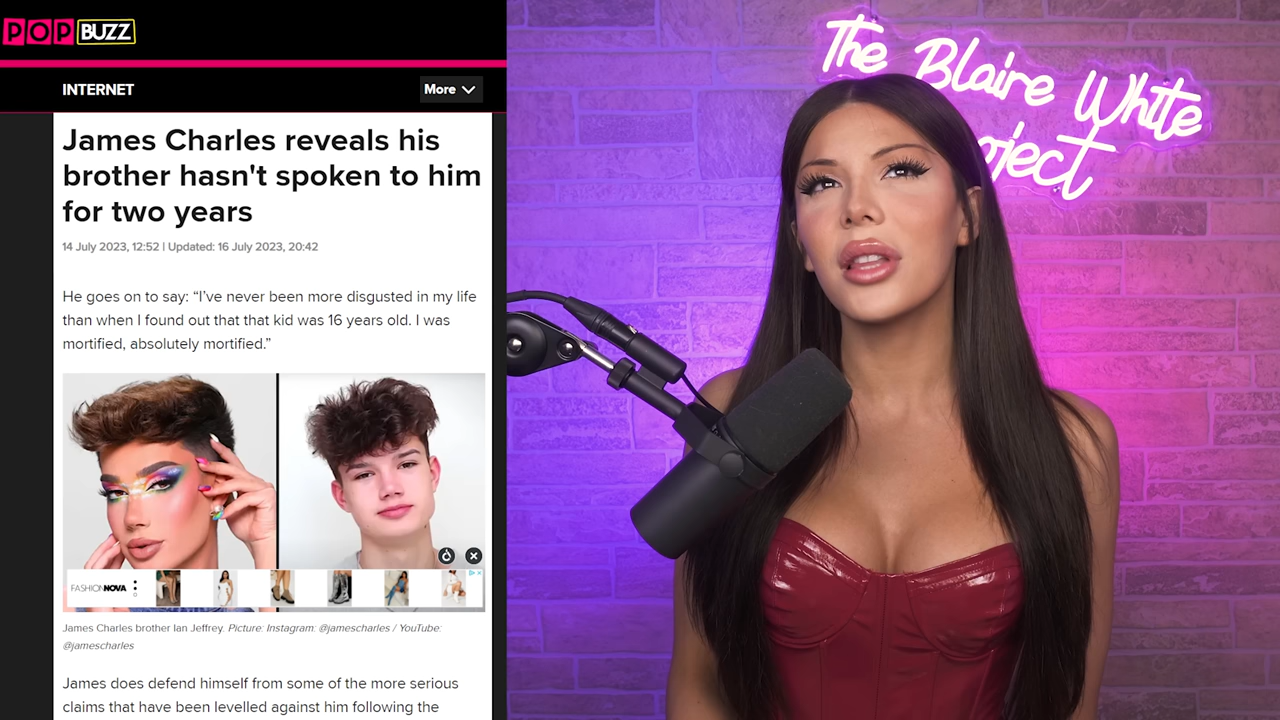 POP BUZZ
INTERNET
More
James Charles reveals his
brother hasn't spoken to him
for two years
14 July 2023, 12:52 | Updated: 16 July 2023, 20:42
He goes on to say: “I’ve never been more disgusted in my life
than when I found out that that kid was 16 years old. I was
mortified, absolutely mortified.”
FASHIONNOVA
James Charles brother Ian Jeffrey. Picture: Instagram: @jamescharles / YouTube:
@jamescharles
James does defend himself from some of the more serious
claims that have been levelled against him following the
The Blaire White
oject